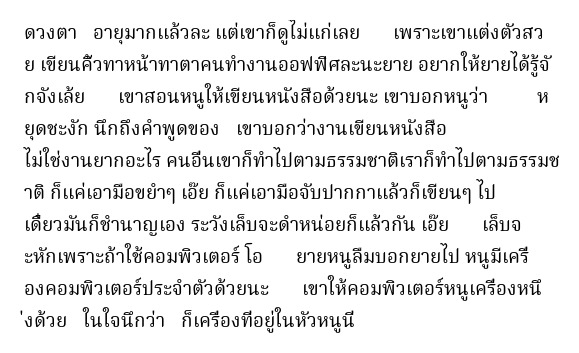 ดวงตา   อายุมากแล้วละ แต่เขาก็ดูไม่แก่เลย      เพราะเขาแต่งตัวสว
ย เขียนคิ้วทาหน้าทาตาคนทำงานออฟฟิศละนะยาย อยากให้ยายได้รู้จั
กจังเล้ย      เขาสอนหนูให้เขียนหนังสือด้วยนะ เขาบอกหนูว่า         ห
ยุดชะงัก นึกถึงคำพูดของ   เขาบอกว่างานเขียนหนังสือ
ไม่ใช่งานยากอะไร คนอื่นเขาก็ทำไปตามธรรมชาติเราก็ทำไปตามธรรมช
าติ ก็แค่เอามือขยำๆ เอ๊ย ก็แค่เอามือจับปากกาแล้วก็เขียนๆ ไป
เดี๋ยวมันก็ชำนาญเอง ระวังเล็บจะดำหน่อยก็แล้วกัน เอ๊ย      เล็บจ
ะหักเพราะถ้าใช้คอมพิวเตอร์ โอ      ยายหนูลืมบอกยายไป หนูมีเครื่
องคอมพิวเตอร์ประจำตัวด้วยนะ      เขาให้คอมพิวเตอร์หนูเครื่องหนึ
่งด้วย   ในใจนึกว่า   ก็เครื่องที่อยู่ในหัวหนูนี่